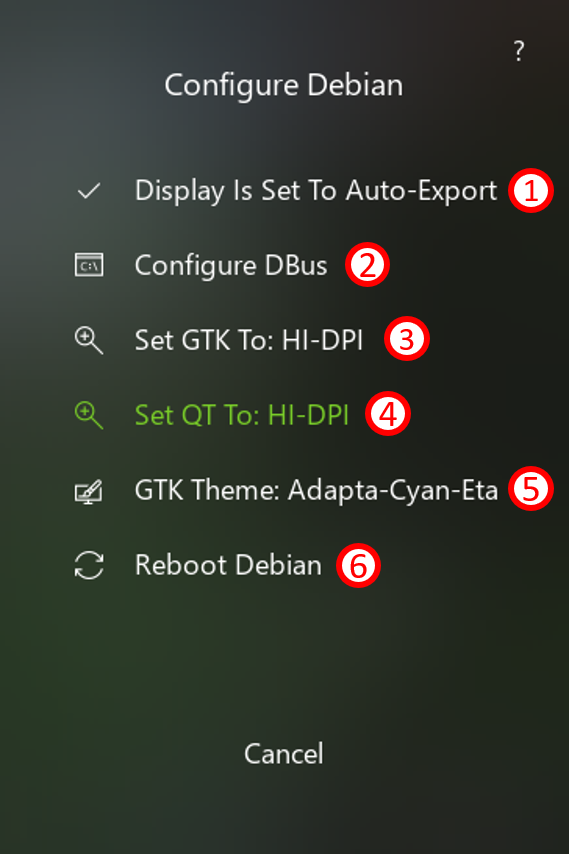 ?
Configure Debian
Display Is Set To Auto-Export 1
C:\ Configure DBus 2
Set GTK To: HI-DPI 3
Set QT To: HI-DPI 4
GTK Theme: Adapta-Cyan-Eta 5
Reboot Debian 6
Cancel